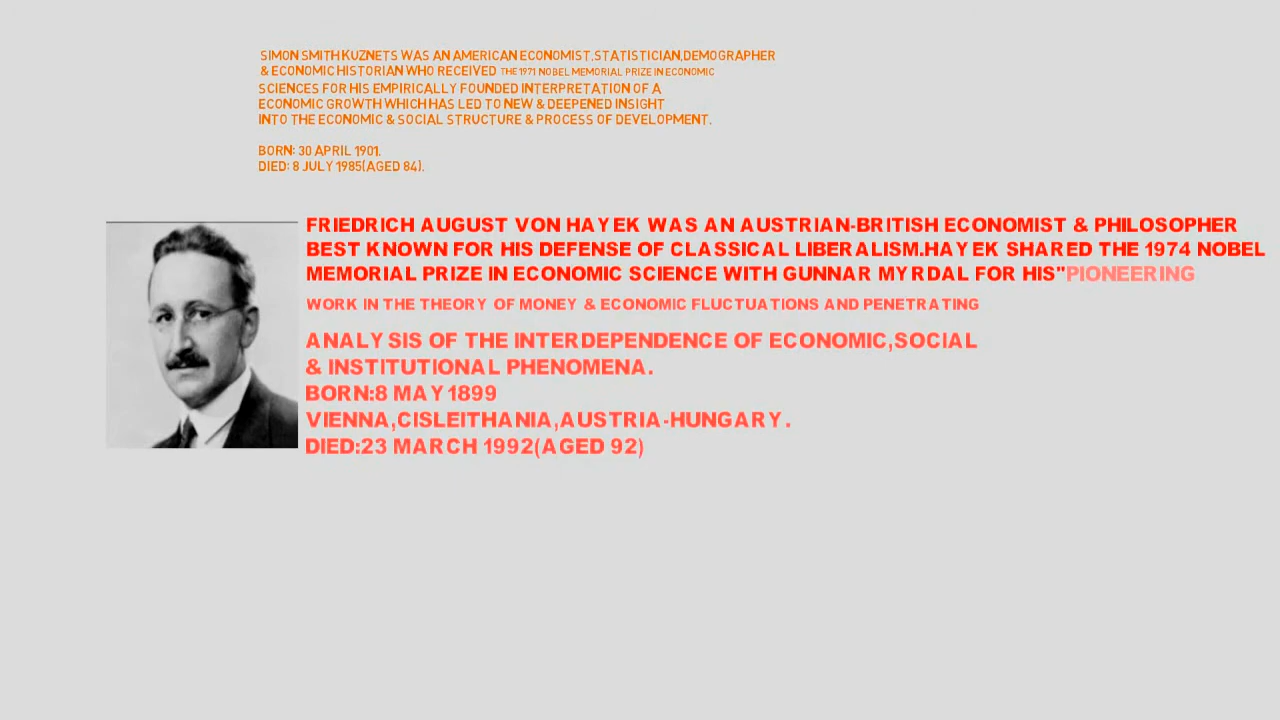 SIMON SMITH KUZNETS WAS AN AMERICAN ECONOMIST,STATISTICIAN,DEMOGRAPHER
& ECONOMIC HISTORIAN WHO RECEIVED THE 1971 NOBEL MEMORIAL PRIZE IN ECONOMIC
SCIENCES FOR HIS EMPIRICALLY FOUNDED INTERPRETATION OF A
ECONOMIC GROWTH WHICH HAS LED TO NEW & DEEPENED INSIGHT
INTO THE ECONOMIC & SOCIAL STRUCTURE & PROCESS OF DEVELOPMENT.
BORN: 30 APRIL 1901.
DIED: 8 JULY 1985(AGED 84).
FRIEDRICH AUGUST VON HAYEK WAS AN AUSTRIAN-BRITISH ECONOMIST & PHILOSOPHER
BEST KNOWN FOR HIS DEFENSE OF CLASSICAL LIBERALISM.HAYEK SHARED THE 1974 NOBEL
MEMORIAL PRIZE IN ECONOMIC SCIENCE WITH GUNNAR MYRDAL FOR HIS"PIONEERING
WORK IN THE THEORY OF MONEY & ECONOMIC FLUCTUATIONS AND PENETRATING
ANALYSIS OF THE INTERDEPENDENCE OF ECONOMIC,SOCIAL
& INSTITUTIONAL PHENOMENA.
BORN:8 MAY 1899
VIENNA,CISLEITHANIA,AUSTRIA-HUNGARY.
DIED:23 MARCH 1992(AGED 92)